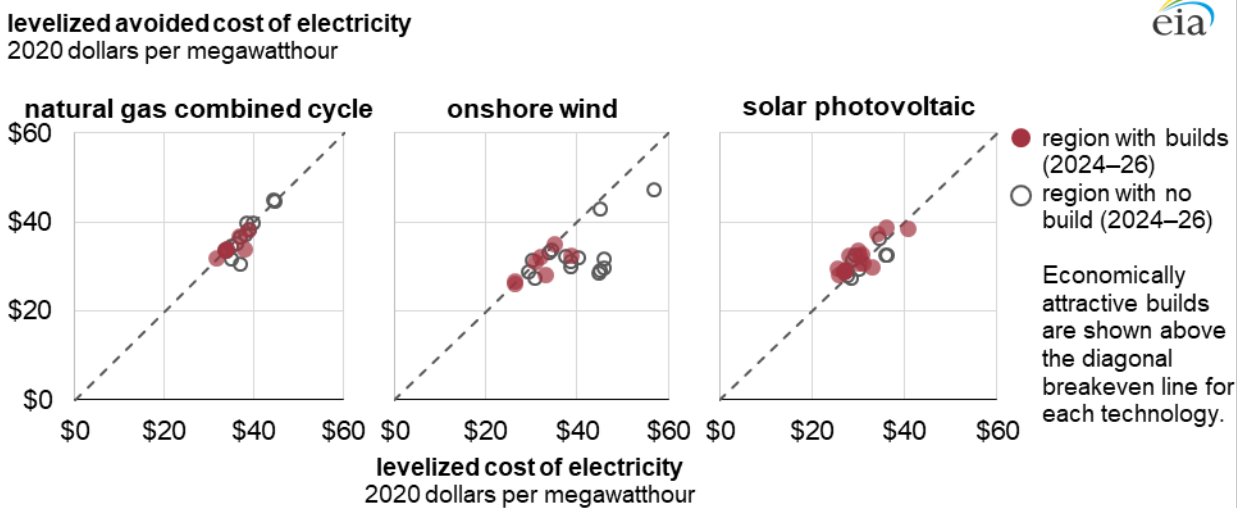 levelized avoided cost of electricity
2020 dollars per megawatthour
eia
natural gas combined cycle
onshore wind
solar photovoltaic
$60
$40
$20
$0
$0 $20 $40 $60
$0 $20 $40 $60
$0 $20 $40 $60
levelized cost of electricity
2020 dollars per megawatthour
region with builds
(2024–26)
region with no
build (2024–26)
Economically
attractive builds
are shown above
the diagonal
breakeven line for
each technology.